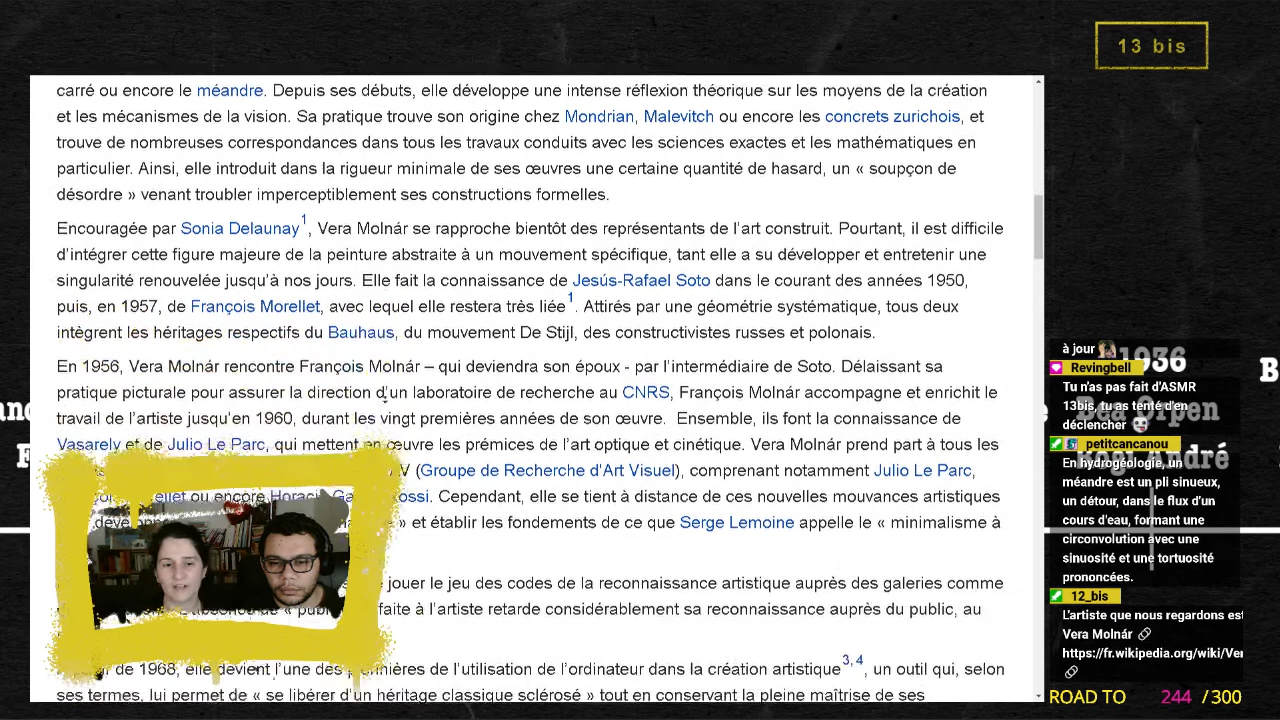 13 bis
carré ou encore le méandre. Depuis ses débuts, elle développe une intense réflexion théorique sur les moyens de la création
et les mécanismes de la vision. Sa pratique trouve son origine chez Mondrian, Malevitch ou encore les concrets zurichois, et
trouve de nombreuses correspondances dans tous les travaux conduits avec les sciences exactes et les mathématiques en
particulier. Ainsi, elle introduit dans la rigueur minimale de ses œuvres une certaine quantité de hasard, un « soupçon de
désordre » venant troubler imperceptiblement ses constructions formelles.
Encouragée par Sonia Delaunay1, Vera Molnár se rapproche bientôt des représentants de l’art construit. Pourtant, il est difficile
d’intégrer cette figure majeure de la peinture abstraite à un mouvement spécifique, tant elle a su développer et entretenir une
singularité renouvelée jusqu’à nos jours. Elle fait la connaissance de Jesús-Rafael Soto dans le courant des années 1950,
puis, en 1957, de François Morellet, avec lequel elle restera très liée1. Attirés par une géométrie systématique, tous deux
intègrent les héritages respectifs du Bauhaus, du mouvement De Stijl, des constructivistes russes et polonais.
En 1956, Vera Molnár rencontre François Molnár – qui deviendra son époux - par l’intermédiaire de Soto. Délaissant sa
pratique picturale pour assurer la direction d’un laboratoire de recherche au CNRS, François Molnár accompagne et enrichit le
travail de l’artiste jusqu’en 1960, durant les vingt premières années de son œuvre. Ensemble, ils font la connaissance de
Vasarely et de Julio Le Parc, qui mettent en œuvre les prémices de l’art optique et cinétique. Vera Molnár prend part à tous les
V (Groupe de Recherche d’Art Visuel), comprenant notamment Julio Le Parc,
ou encore Horacio Ossi. Cependant, elle se tient à distance de ces nouvelles mouvances artistiques
» et établir les fondements de ce que Serge Lemoine appelle le « minimalisme à
jouer le jeu des codes de la reconnaissance artistique auprès des galeries comme
faite à l’artiste retarde considérablement sa reconnaissance auprès du public, au
de 1968, elle devient l’une des pionnières de l’utilisation de l’ordinateur dans la création artistique3, 4, un outil qui, selon
ses termes, lui permet de « se libérer d’un héritage classique sclérosé » tout en conservant la pleine maîtrise de ses
à jour
Revingbell
Tu n'as pas fait d'ASMR
13bis, tu as tenté d'en
déclencher
petitcancanou
En hydrogéologie, un
méandre est un pli sinueux,
un détour, dans le flux d’un
cours d'eau, formant une
circonvolution avec une
sinuosité et une tortuosité
prononcées.
12_bis
L'artiste que nous regardons est
Vera Molnár
https://fr.wikipedia.org/wiki/Ver
1936
André
B
ROAD TO 244 / 300